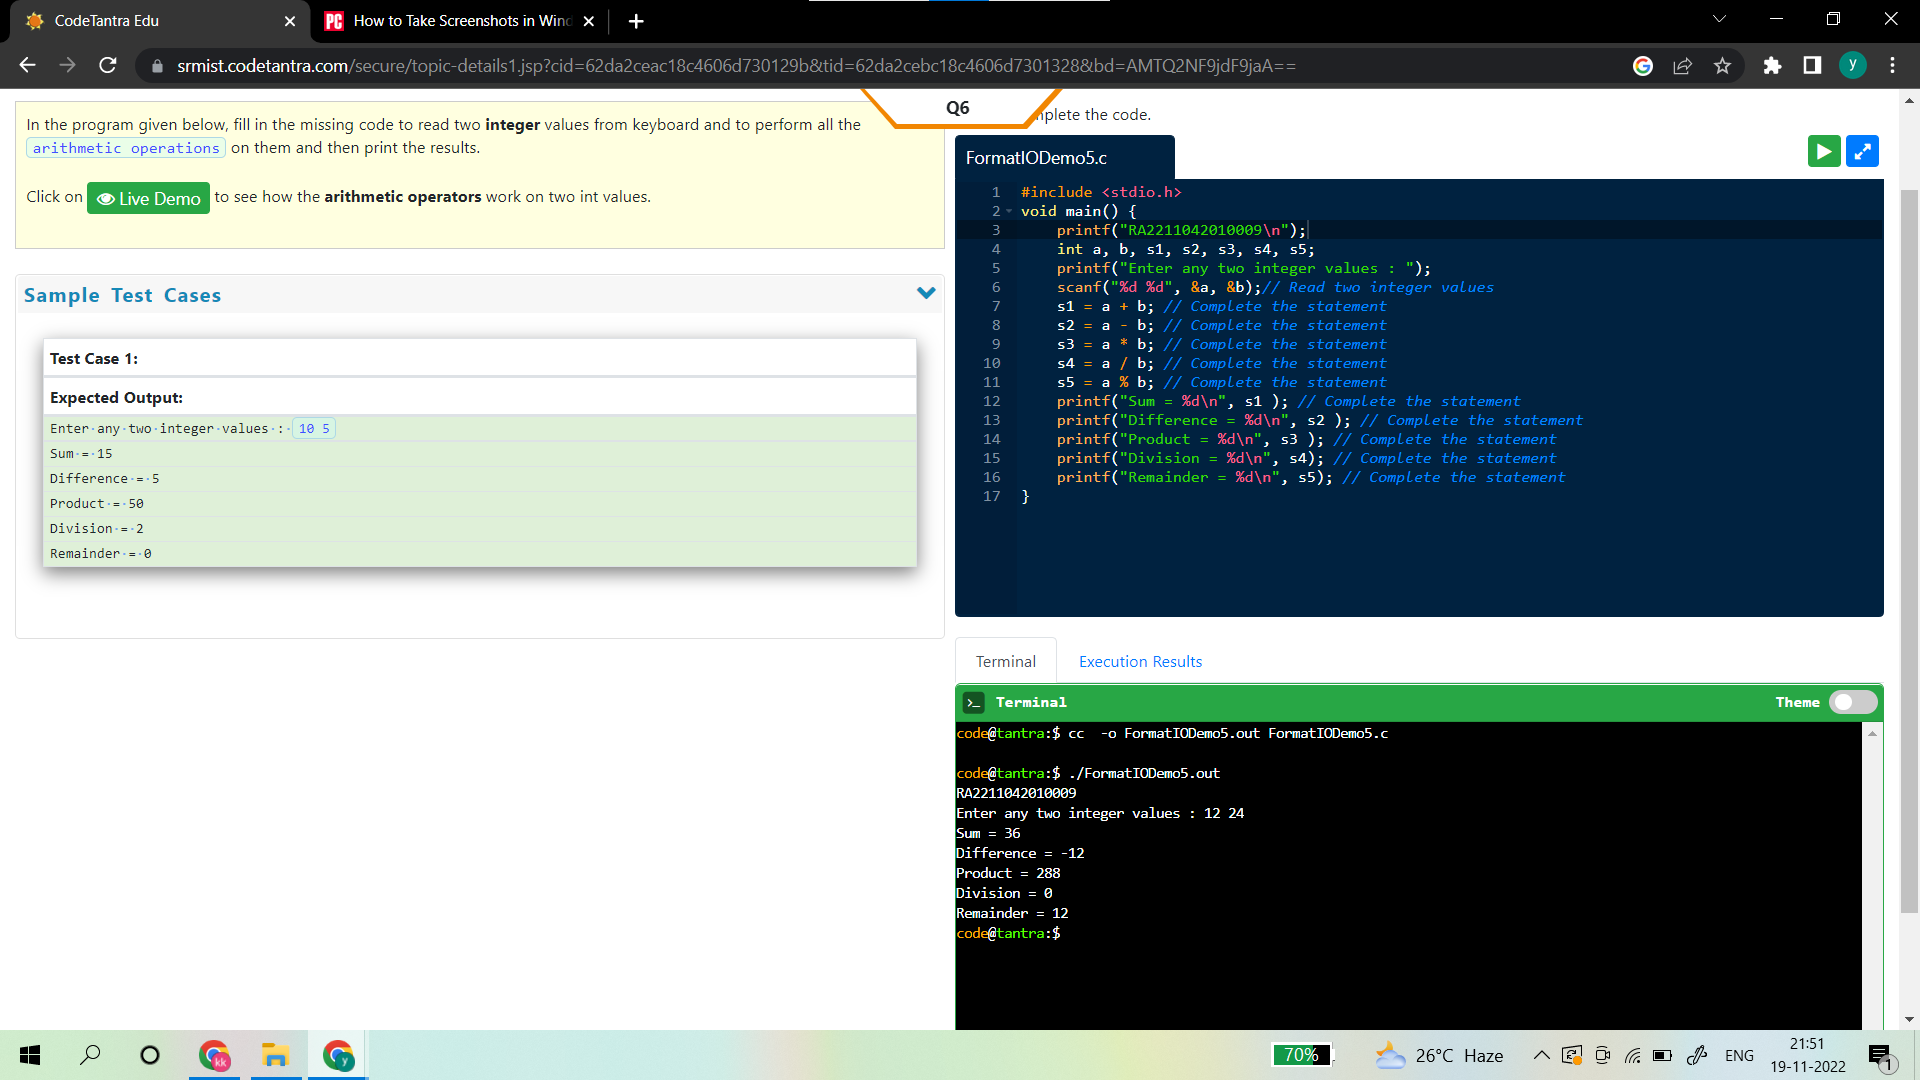 CodeTantra Edu
How to Take Screenshots in Wind
srmist.codetantra.com/secure/topic-details1.jsp?cid=62da2ceac18c4606d730129b&tid=62da2cebc18c4606d7301328&bd=AMTQ2NF9jdF9jaA==
y
Q6
In the program given below, fill in the missing code to read two integer values from keyboard and to perform all the
arithmetic operations on them and then print the results.
Click on Live Demo to see how the arithmetic operators work on two int values.
Sample Test Cases
Test Case 1:
Expected Output:
Enter·any·two·integer·values·:· 10 5
Sum·=·15
Difference·=·5
Product·=·50
Division·=·2
Remainder·=·0
mplete the code.
FormatIODemo5.c
1 #include <stdio.h>
2 void main() {
3 printf("RA2211042010009\n");
4 int a, b, s1, s2, s3, s4, s5;
5 printf("Enter any two integer values : ");
6 scanf("%d %d", &a, &b);// Read two integer values
7 s1 = a + b; // Complete the statement
8 s2 = a - b; // Complete the statement
9 s3 = a * b; // Complete the statement
10 s4 = a / b; // Complete the statement
11 s5 = a % b; // Complete the statement
12 printf("Sum = %d\n", s1 ); // Complete the statement
13 printf("Difference = %d\n", s2 ); // Complete the statement
14 printf("Product = %d\n", s3 ); // Complete the statement
15 printf("Division = %d\n", s4); // Complete the statement
16 printf("Remainder = %d\n", s5); // Complete the statement
17 }
Terminal Execution Results
Terminal Theme
code@tantra:$ cc  -o FormatIODemo5.out FormatIODemo5.c
code@tantra:$ ./FormatIODemo5.out
RA2211042010009
Enter any two integer values : 12 24
Sum = 36
Difference = -12
Product = 288
Division = 0
Remainder = 12
code@tantra:$
kk
y
70%
26°C Haze
ENG
21:51
19-11-2022
1